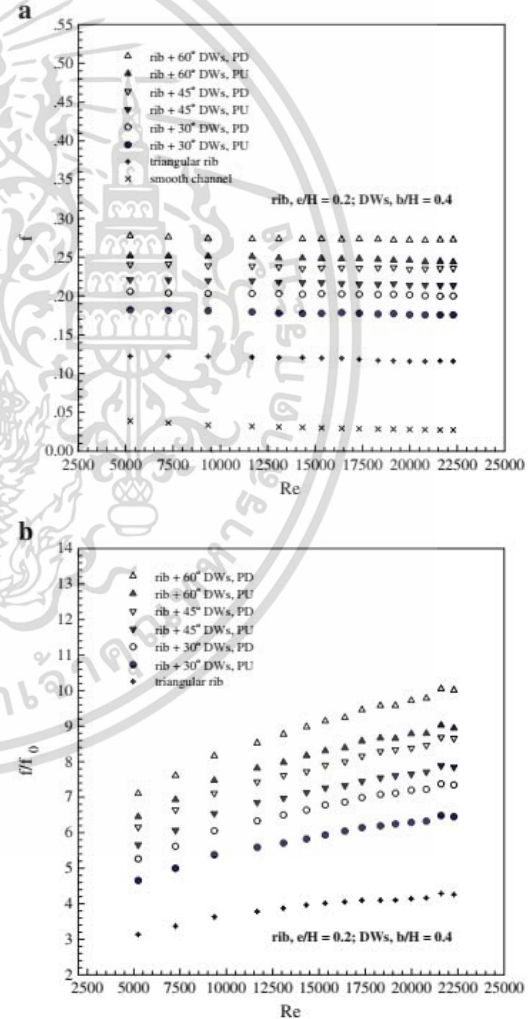 a
.55
.50
.45
.40
.35
.30
.25
.20
.15
.10
.05
0.00
f
rib + 60° DWs, PD
rib + 60° DWs, PU
rib + 45° DWs, PD
rib + 45° DWs, PU
rib + 30° DWs, PD
rib + 30° DWs, PU
triangular rib
smooth channel
rib, e/H = 0.2; DWs, b/H = 0.4
2500 5000 7500 10000 12500 15000 17500 20000 22500 25000
Re
b
14
13
12
11
10
9
8
7
6
5
4
3
2
f/f0
rib + 60° DWs, PD
rib + 60° DWs, PU
rib + 45° DWs, PD
rib + 45° DWs, PU
rib + 30° DWs, PD
rib + 30° DWs, PU
triangular rib
rib, e/H = 0.2; DWs, b/H = 0.4
2500 5000 7500 10000 12500 15000 17500 20000 22500 25000
Re